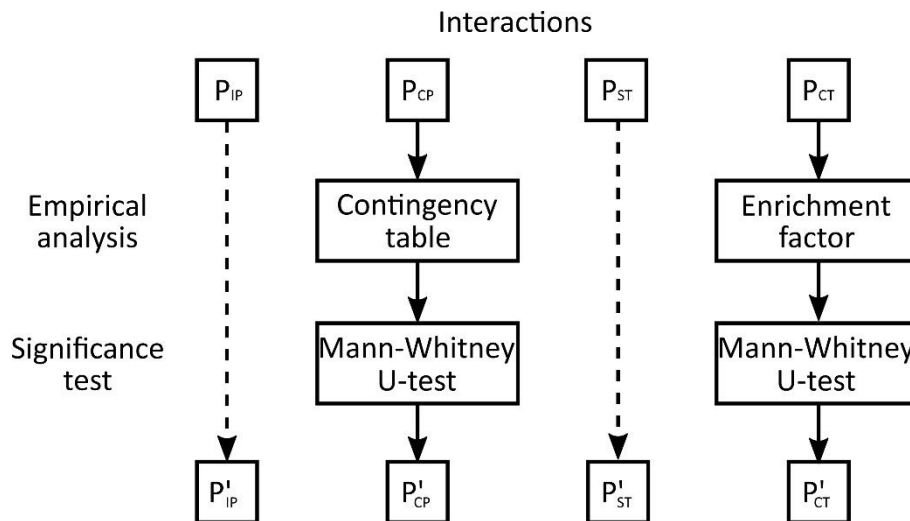 Interactions
P_IP P_CP P_ST P_CT
Empirical
analysis
Contingency
table
Enrichment
factor
Significance
test
Mann-Whitney
U-test
Mann-Whitney
U-test
P'_IP P'_CP P'_ST P'_CT